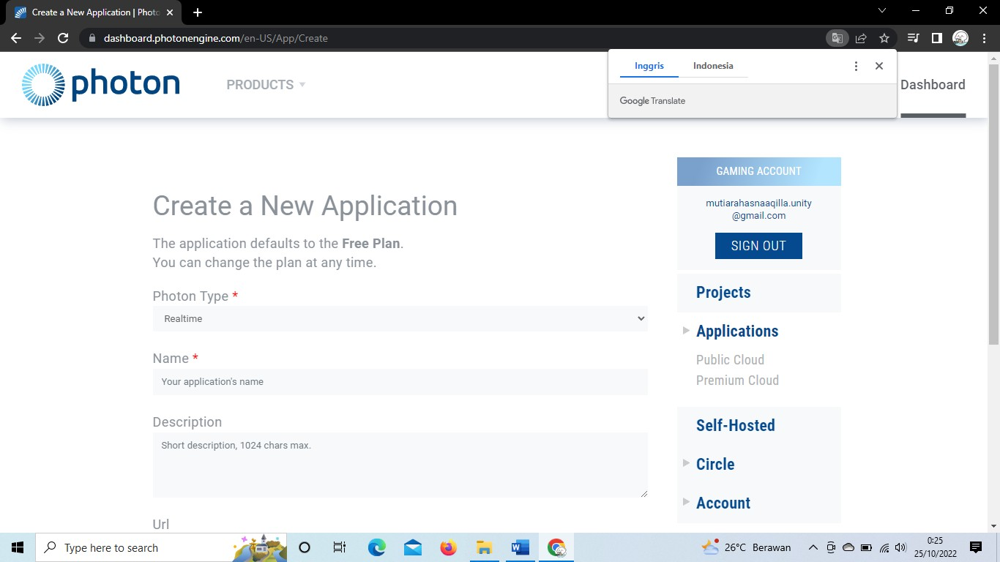 Create a New Application | Phot
dashboard.photonengine.com/en-US/App/Create
Inggris Indonesia
Google Translate
photon
PRODUCTS
Dashboard
Create a New Application
The application defaults to the Free Plan.
You can change the plan at any time.
Photon Type *
Realtime
Name *
Your application's name
Description
Short description, 1024 chars max.
Url
GAMING ACCOUNT
mutiarahasnaaqilla.unity
@gmail.com
SIGN OUT
Projects
Applications
Public Cloud
Premium Cloud
Self-Hosted
Circle
Account
Type here to search
26°C Berawan
0:25
25/10/2022